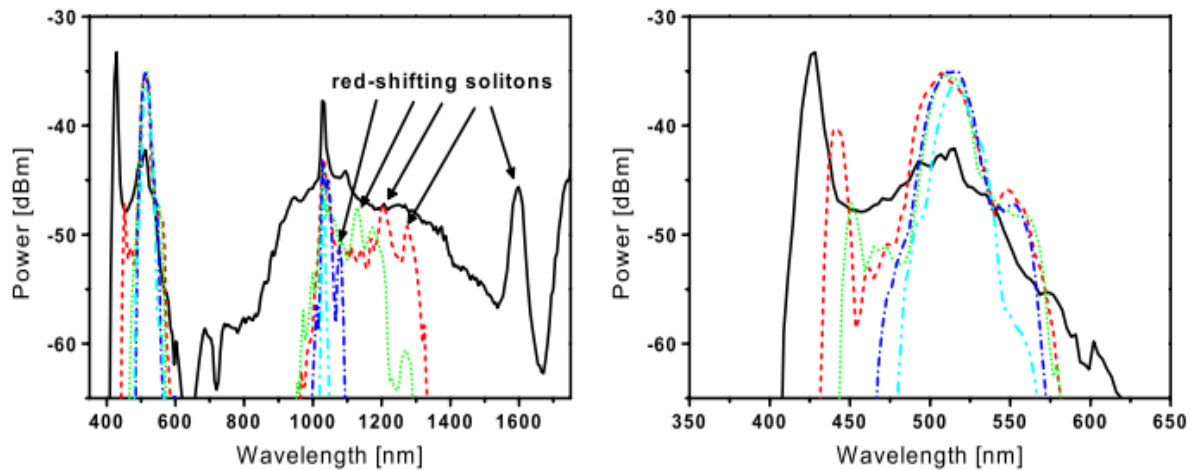 -30
-40
-50
-60
Power [dBm]
red-shifting solitons
400 600 800 1000 1200 1400 1600
Wavelength [nm]
-30
-40
-50
-60
Power [dBm]
350 400 450 500 550 600 650
Wavelength [nm]